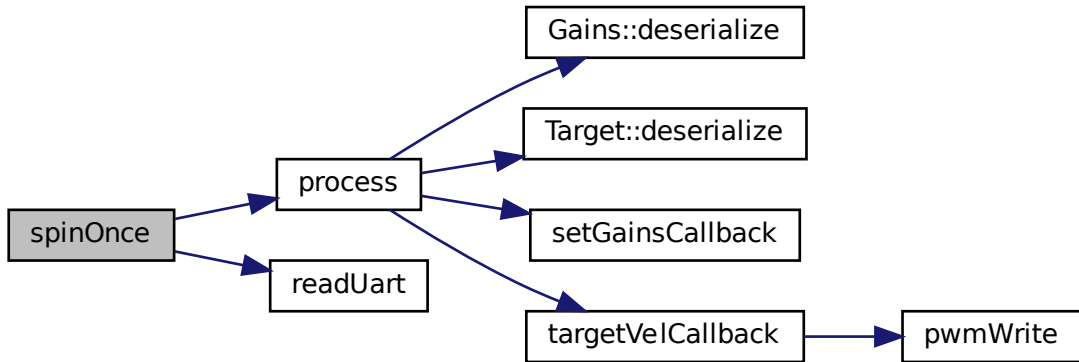 Gains::deserialize
Target::deserialize
process
spinOnce
setGainsCallback
readUart
targetVelCallback
pwmWrite